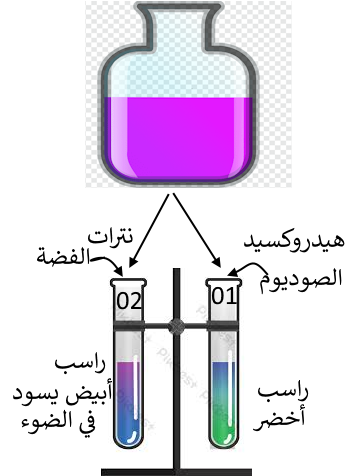 هيدروكسيد
الصوديوم
نترات
الفضة
01
02
راسب
أخضر
راسب
أبيض يسود
في الضوء